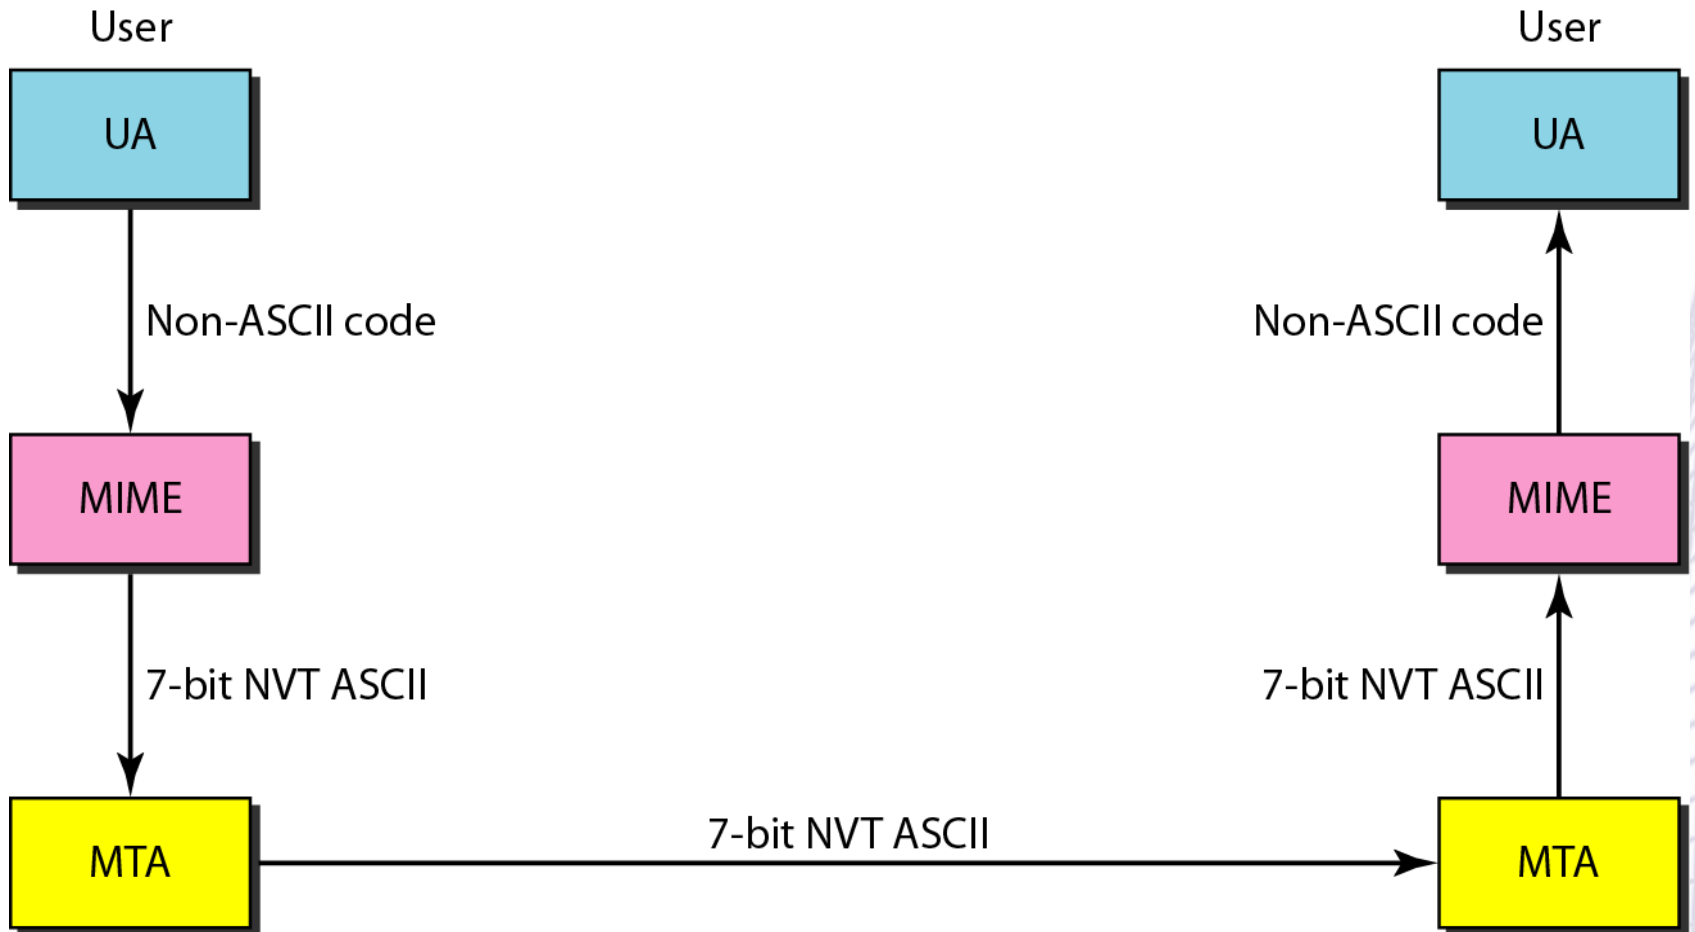 User
User
UA
UA
Non-ASCII code
Non-ASCII code
MIME
MIME
7-bit NVT ASCII
7-bit NVT ASCII
7-bit NVT ASCII
MTA
MTA